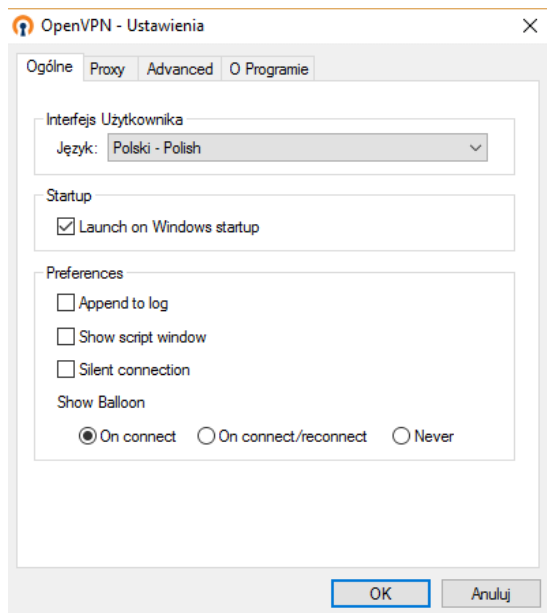 OpenVPN - Ustawienia
Ogólne Proxy Advanced O Programie
Interfejs Użytkownika
Język: Polski - Polish
Startup
Launch on Windows startup
Preferences
Append to log
Show script window
Silent connection
Show Balloon
On connect On connect/reconnect Never
OK Anuluj